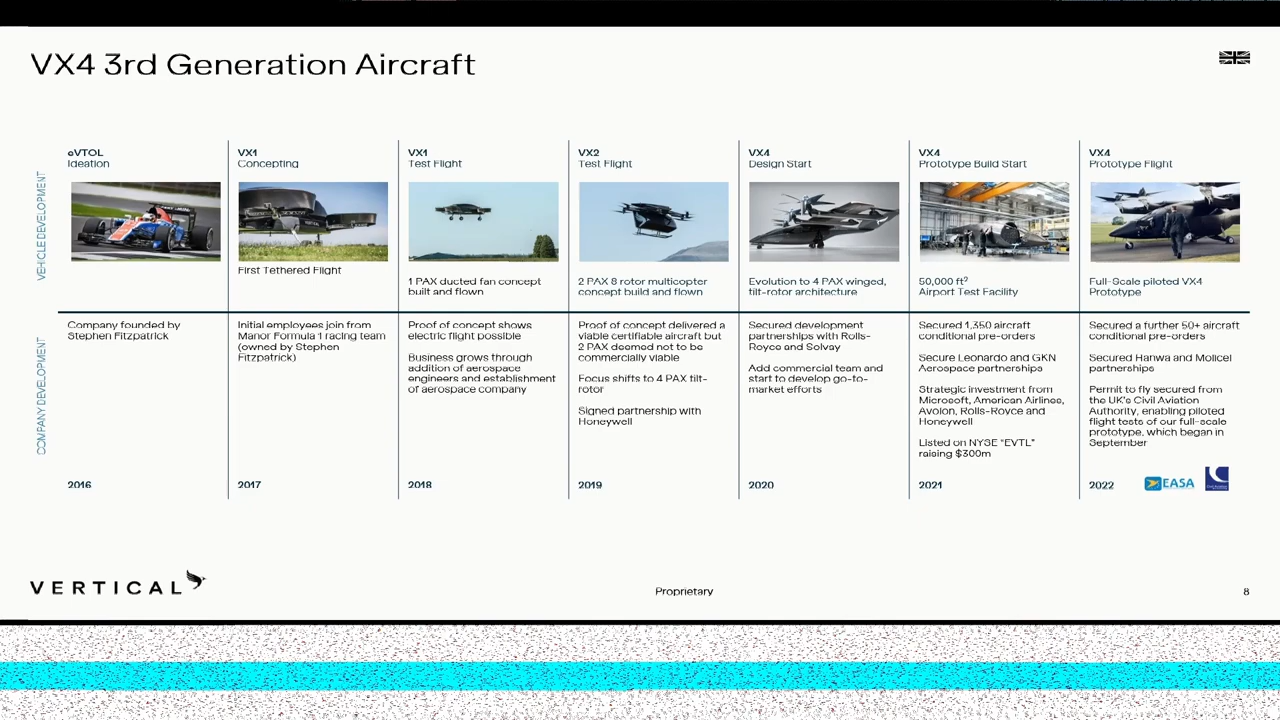 VX4 3rd Generation Aircraft
VEHICLE DEVELOPMENT
eVTOL
Ideation
VX1
Concepting
First Tethered Flight
VX1
Test Flight
1 PAX ducted fan concept
built and flown
VX2
Test Flight
2 PAX 8 rotor multicopter
concept build and flown
VX4
Design Start
Evolution to 4 PAX winged,
tilt-rotor architecture
VX4
Prototype Build Start
50,000 ft²
Airport Test Facility
VX4
Prototype Flight
Full-Scale piloted VX4
Prototype
COMPANY DEVELOPMENT
Company founded by
Stephen Fitzpatrick
2016
Initial employees join from
Manor Formula 1 racing team
(owned by Stephen
Fitzpatrick)
2017
Proof of concept shows
electric flight possible
Business grows through
addition of aerospace
engineers and establishment
of aerospace company
2018
Proof of concept delivered a
viable certifiable aircraft but
2 PAX deemed not to be
commercially viable
Focus shifts to 4 PAX tilt-
rotor
Signed partnership with
Honeywell
2019
Secured development
partnerships with Rolls-
Royce and Solvay
Add commercial team and
start to develop go-to-
market efforts
2020
Secured 1,350 aircraft
conditional pre-orders
Secure Leonardo and GKN
Aerospace partnerships
Strategic investment from
Microsoft, American Airlines,
Avolon, Rolls-Royce and
Honeywell
Listed on NYSE "EVTL"
raising $300m
2021
Secured a further 50+ aircraft
conditional pre-orders
Secured Hanwa and Molicel
partnerships
Permit to fly secured from
the UK's Civil Aviation
Authority, enabling piloted
flight tests of our full-scale
prototype, which began in
September
2022
EASA
VERTICAL
Proprietary
8